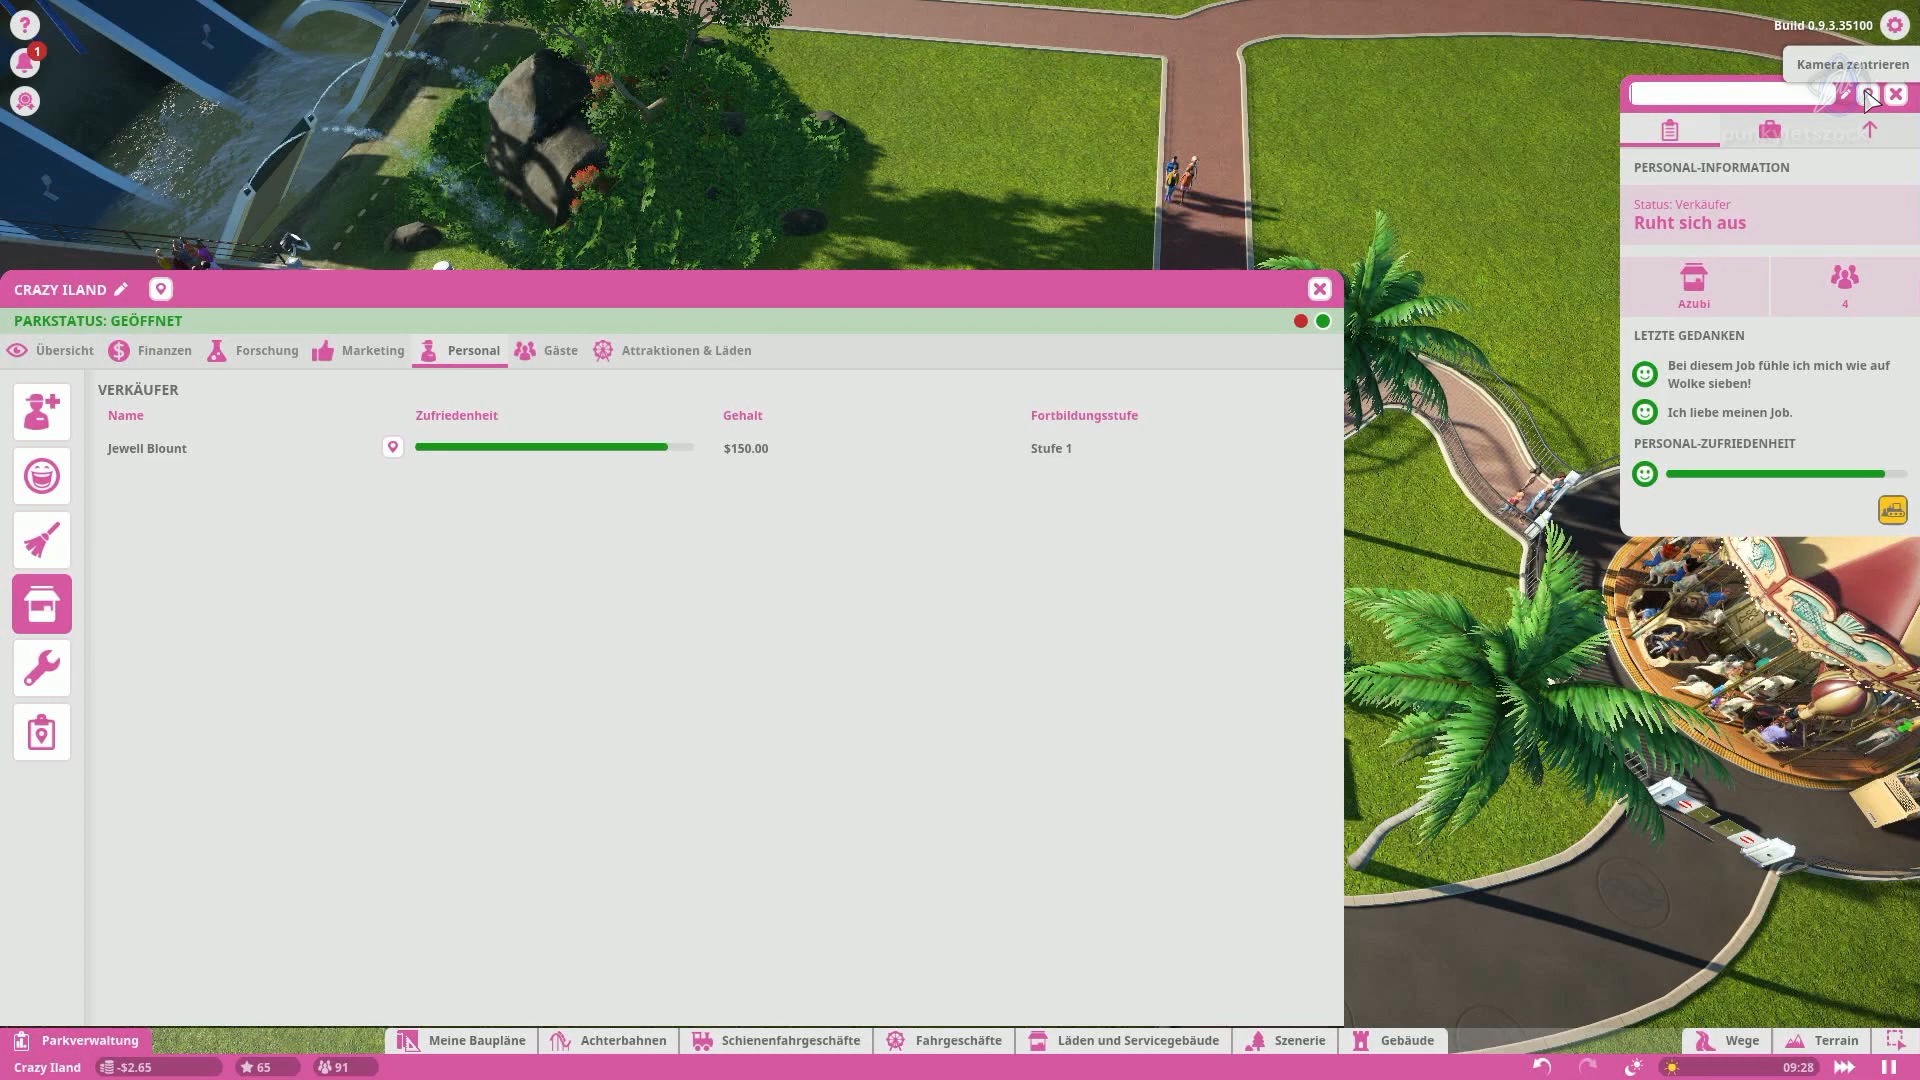 Build 0.9.3.35100
?
1
Kamera zentrieren
PERSONAL-INFORMATION
Status: Verkäufer
Ruht sich aus
Azubi
4
LETZTE GEDANKEN
Bei diesem Job fühle ich mich wie auf
Wolke sieben!
Ich liebe meinen Job.
PERSONAL-ZUFRIEDENHEIT
CRAZY ILAND
PARKSTATUS: GEÖFFNET
Übersicht
Finanzen
Forschung
Marketing
Personal
Gäste
Attraktionen & Läden
VERKÄUFER
Name Zufriedenheit Gehalt Fortbildungsstufe
Jewell Blount $150.00 Stufe 1
Parkverwaltung
Meine Baupläne
Achterbahnen
Schienenfahrgeschäfte
Fahrgeschäfte
Läden und Servicegebäude
Szenerie
Gebäude
Wege
Terrain
Crazy Iland
-$2.65
65
91
09:28